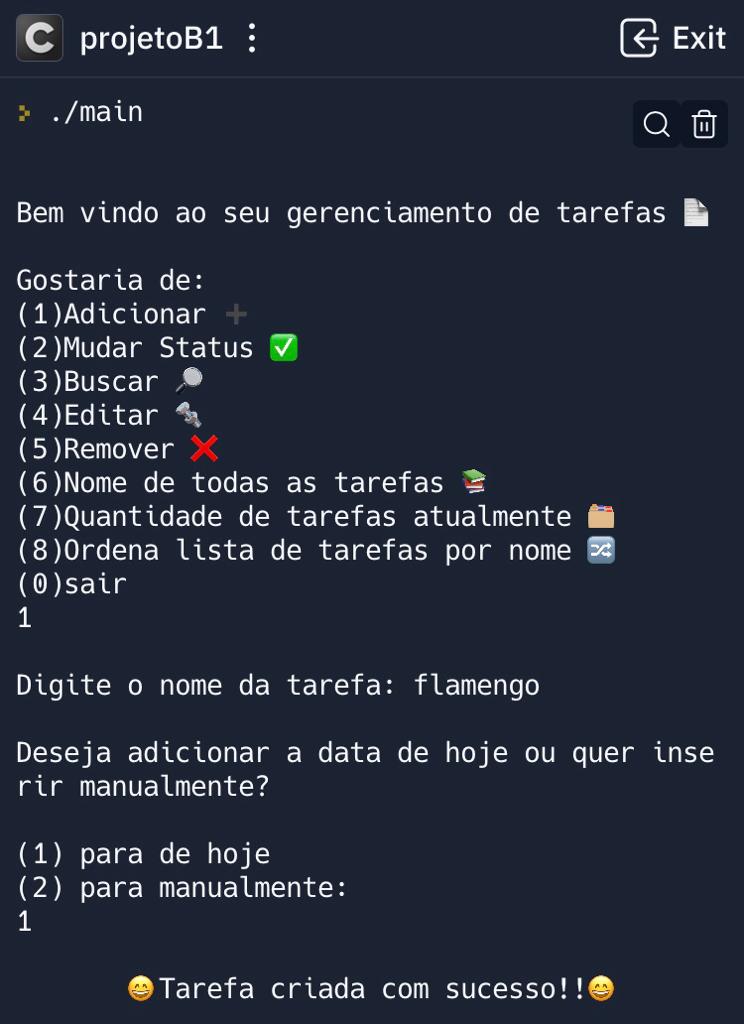 C projetoB1 Exit
./main
Bem vindo ao seu gerenciamento de tarefas 📄
Gostaria de:
(1)Adicionar ➕
(2)Mudar Status ✅
(3)Buscar 🔎
(4)Editar 🔩
(5)Remover ❌
(6)Nome de todas as tarefas 📚
(7)Quantidade de tarefas atualmente 🗂
(8)Ordena lista de tarefas por nome 🔀
(0)sair
1
Digite o nome da tarefa: flamengo
Deseja adicionar a data de hoje ou quer inse
rir manualmente?
(1) para de hoje
(2) para manualmente:
1
😄Tarefa criada com sucesso!!😄